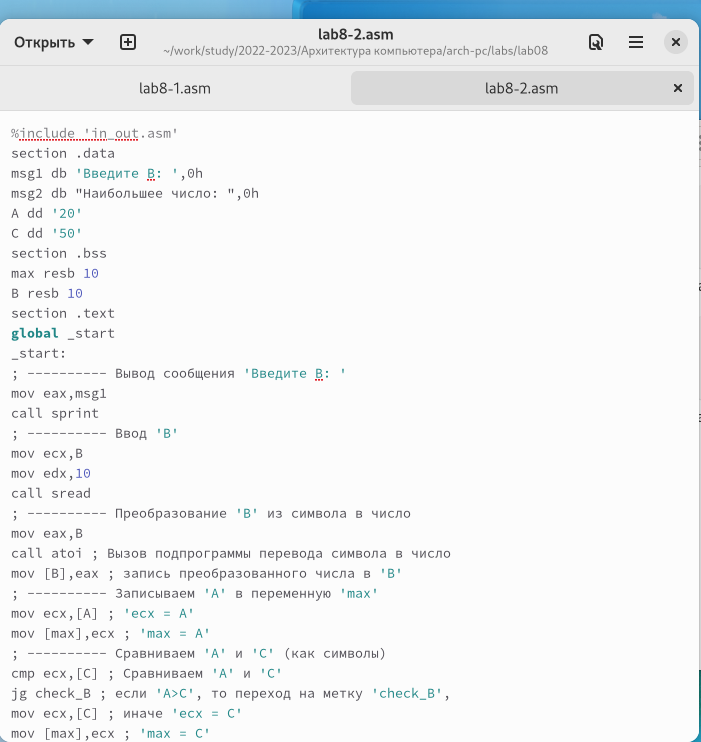 Открыть
lab8-2.asm
~/work/study/2022-2023/Архитектура компьютера/arch-pc/labs/lab08
lab8-1.asm
lab8-2.asm
%include 'in_out.asm'
section .data
msg1 db 'Введите B: ',0h
msg2 db "Наибольшее число: ",0h
A dd '20'
C dd '50'
section .bss
max resb 10
B resb 10
section .text
global _start
_start:
; ---------- Вывод сообщения 'Введите B: '
mov eax,msg1
call sprint
; ---------- Ввод 'B'
mov ecx,B
mov edx,10
call sread
; ---------- Преобразование 'B' из символа в число
mov eax,B
call atoi ; Вызов подпрограммы перевода символа в число
mov [B],eax ; запись преобразованного числа в 'B'
; ---------- Записываем 'A' в переменную 'max'
mov ecx,[A] ; 'ecx = A'
mov [max],ecx ; 'max = A'
; ---------- Сравниваем 'A' и 'С' (как символы)
cmp ecx,[C] ; Сравниваем 'A' и 'С'
jg check_B ; если 'A>C', то переход на метку 'check_B',
mov ecx,[C] ; иначе 'ecx = C'
mov [max],ecx ; 'max = C'